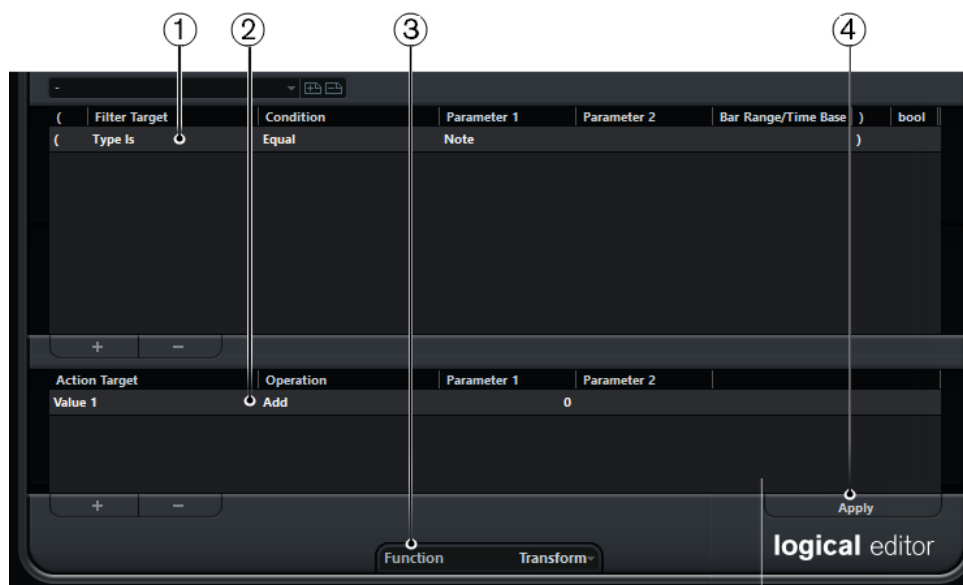 ① ② ③ ④
-
( Filter Target Condition Parameter 1 Parameter 2 Bar Range/Time Base ) bool
( Type Is Equal Note )
+ −
Action Target Operation Parameter 1 Parameter 2
Value 1 Add 0
+ −
Apply
logical editor
Function Transform